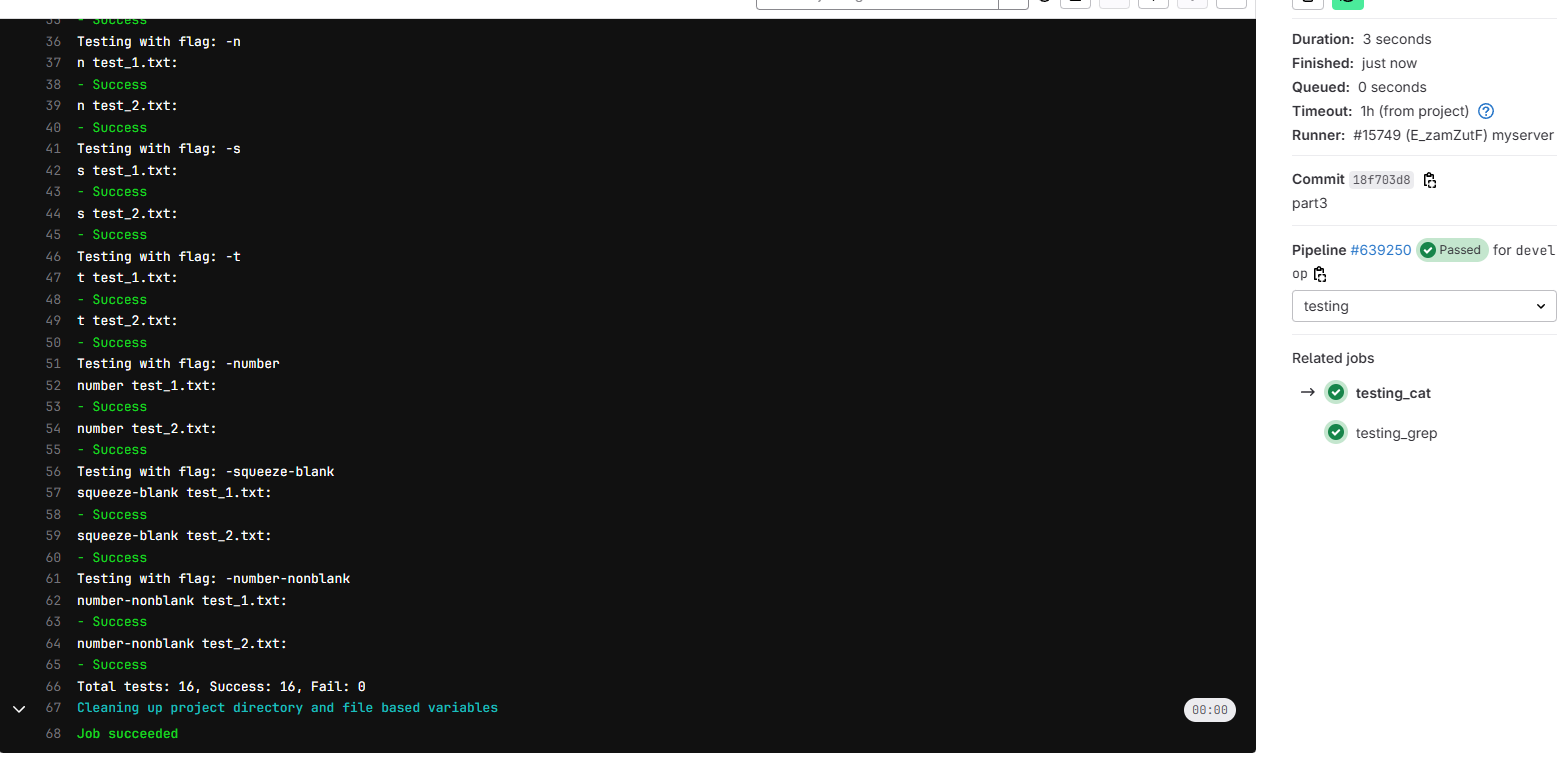 35 - Success
36 Testing with flag: -n
37 n test_1.txt:
38 - Success
39 n test_2.txt:
40 - Success
41 Testing with flag: -s
42 s test_1.txt:
43 - Success
44 s test_2.txt:
45 - Success
46 Testing with flag: -t
47 t test_1.txt:
48 - Success
49 t test_2.txt:
50 - Success
51 Testing with flag: -number
52 number test_1.txt:
53 - Success
54 number test_2.txt:
55 - Success
56 Testing with flag: -squeeze-blank
57 squeeze-blank test_1.txt:
58 - Success
59 squeeze-blank test_2.txt:
60 - Success
61 Testing with flag: -number-nonblank
62 number-nonblank test_1.txt:
63 - Success
64 number-nonblank test_2.txt:
65 - Success
66 Total tests: 16, Success: 16, Fail: 0
67 Cleaning up project directory and file based variables 00:00
68 Job succeeded
Duration: 3 seconds
Finished: just now
Queued: 0 seconds
Timeout: 1h (from project) ?
Runner: #15749 (E_zamZutF) myserver
Commit 18f703d8
part3
Pipeline #639250 Passed for devel
op
testing
Related jobs
→ testing_cat
testing_grep